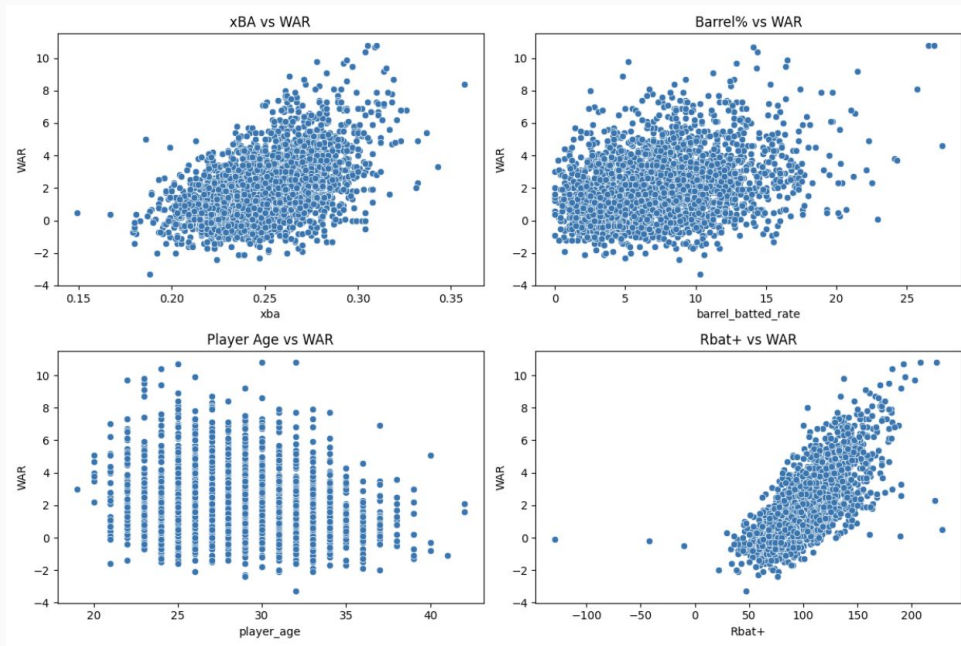 xBA vs WAR
WAR
10
8
6
4
2
0
−2
−4
0.15 0.20 0.25 0.30 0.35
xba
Barrel% vs WAR
WAR
10
8
6
4
2
0
−2
−4
0 5 10 15 20 25
barrel_batted_rate
Player Age vs WAR
WAR
10
8
6
4
2
0
−2
−4
20 25 30 35 40
player_age
Rbat+ vs WAR
WAR
10
8
6
4
2
0
−2
−4
−100 −50 0 50 100 150 200
Rbat+